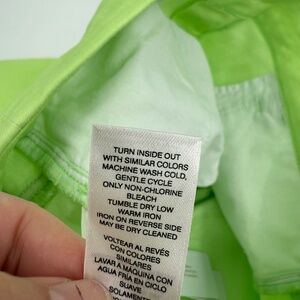 TURN INSIDE OUT
WITH SIMILAR COLORS
MACHINE WASH COLD,
GENTLE CYCLE
ONLY NON-CHLORINE
BLEACH
TUMBLE DRY LOW
WARM IRON
IRON ON REVERSE SIDE
MAY BE DRY CLEANED
VOLTEAR AL REVÉS
CON COLORES
SIMILARES
LAVAR A MÁQUINA CON
AGUA FRÍA EN CICLO
SUAVE
SOLAMENTE